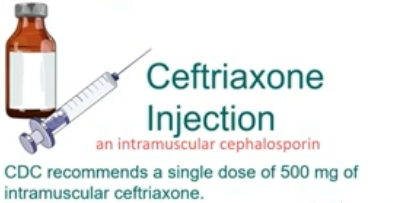 Ceftriaxone
Injection
an intramuscular cephalosporin
CDC recommends a single dose of 500 mg of
intramuscular ceftriaxone.